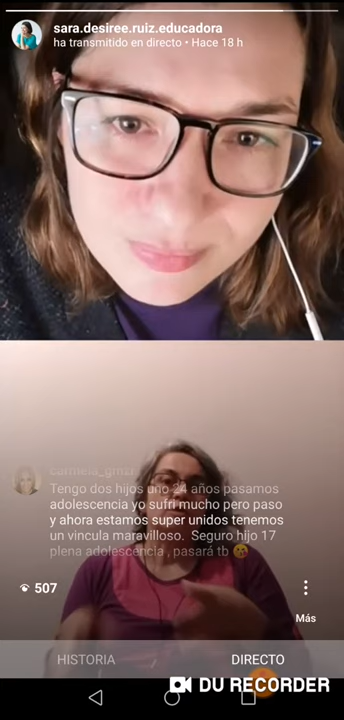 sara.desiree.ruiz.educadora
ha transmitido en directo • Hace 18 h
carmela_gmzl
Tengo dos hijos uno 24 años pasamos
adolescencia yo sufri mucho pero paso
y ahora estamos super unidos tenemos
un vincula maravilloso. Seguro hijo 17
plena adolescencia , pasará tb 😢
507
Más
HISTORIA
DIRECTO
DU RECORDER